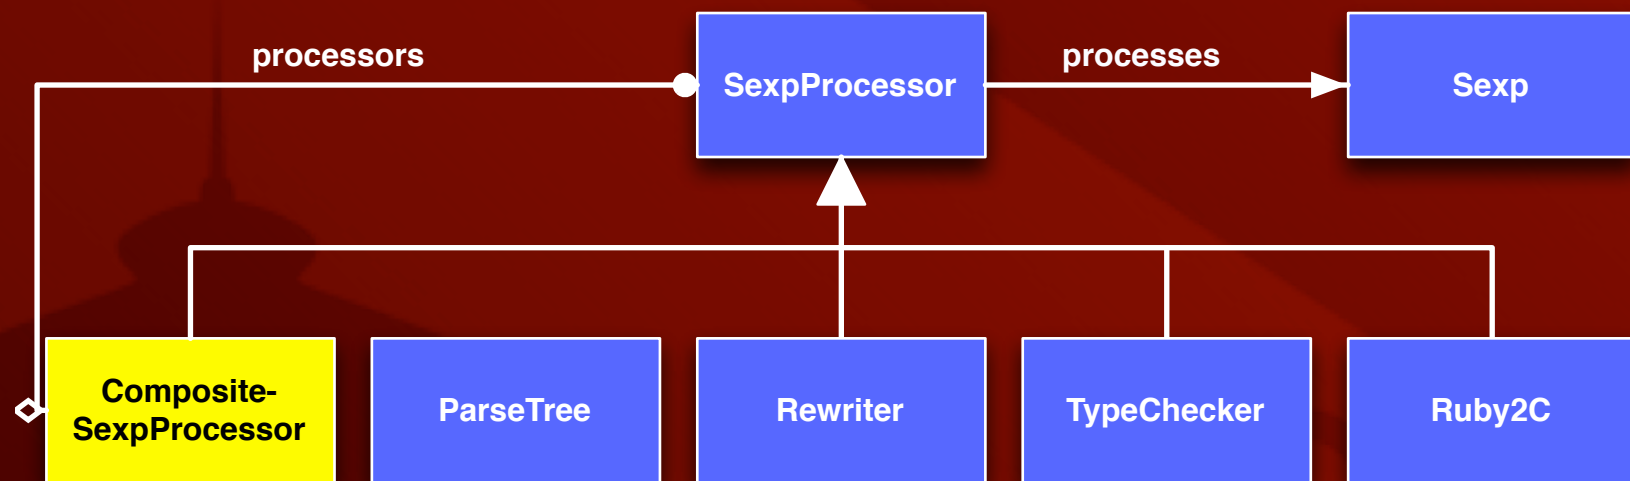 processors
SexpProcessor
processes
Sexp
Composite-
SexpProcessor
ParseTree
Rewriter
TypeChecker
Ruby2C